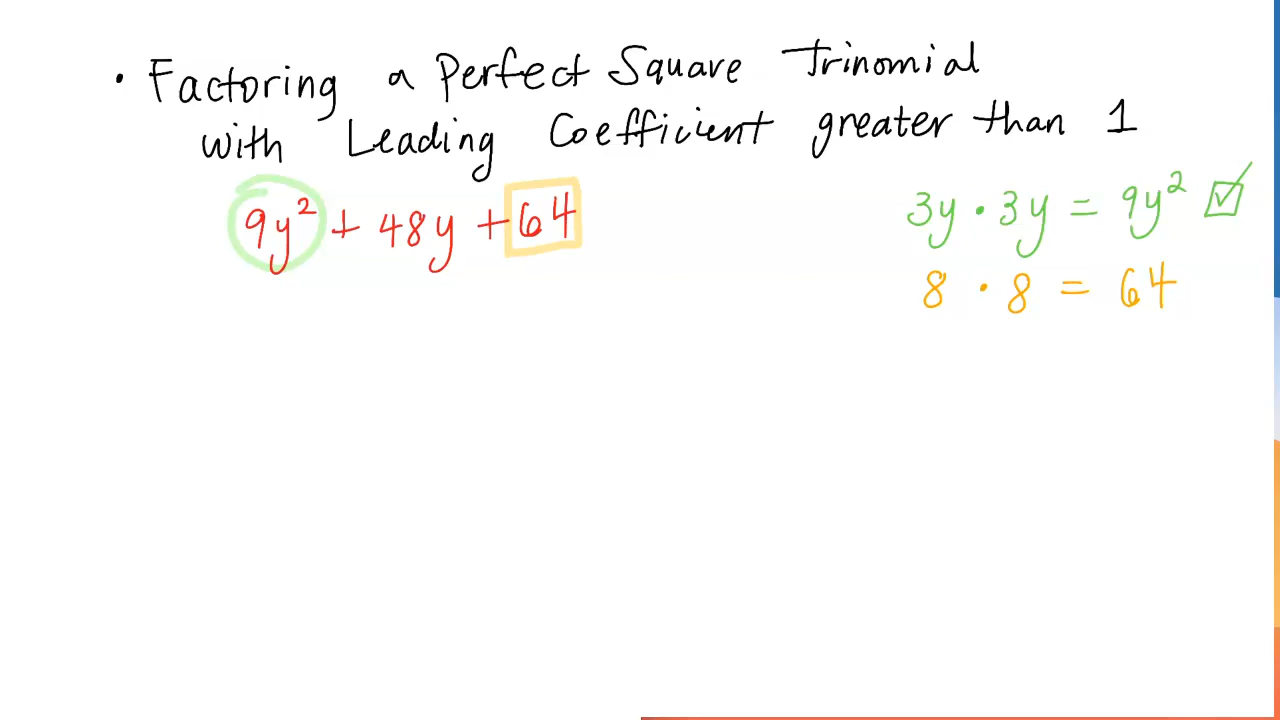 • Factoring a Perfect Square Trinomial
with Leading Coefficient greater than 1
9y² + 48y + 64
3y · 3y = 9y² ☑
8 · 8 = 64